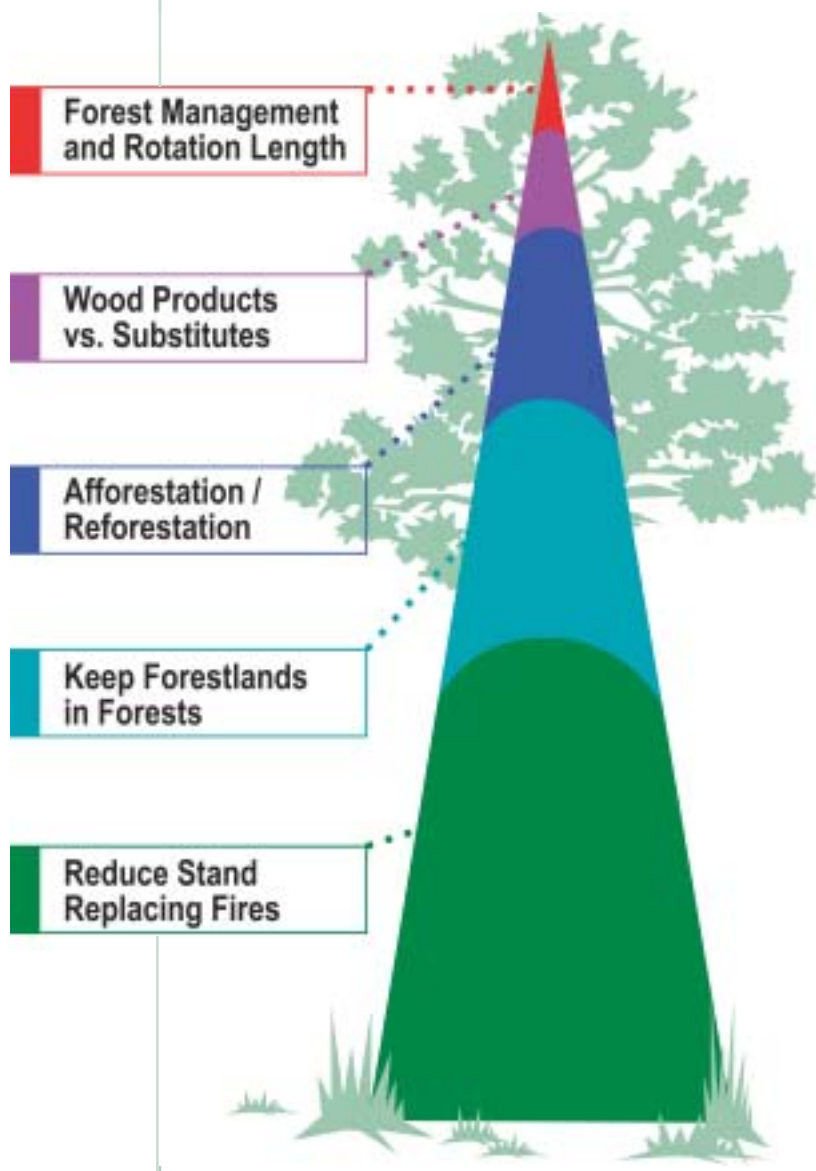 Forest Management
and Rotation Length
Wood Products
vs. Substitutes
Afforestation /
Reforestation
Keep Forestlands
in Forests
Reduce Stand
Replacing Fires